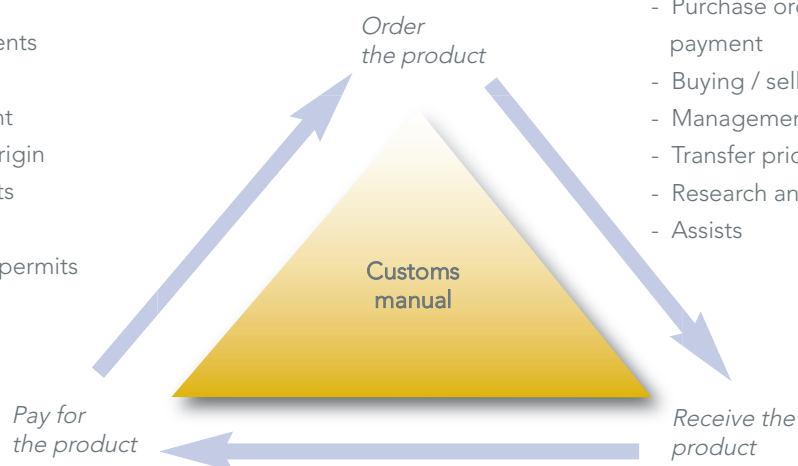 ents
nt
rigin
ts
permits
Order
the product
- Purchase ord
payment
- Buying / sell
- Managemen
- Transfer pric
- Research an
- Assists
Customs
manual
Pay for
the product
Receive the
product